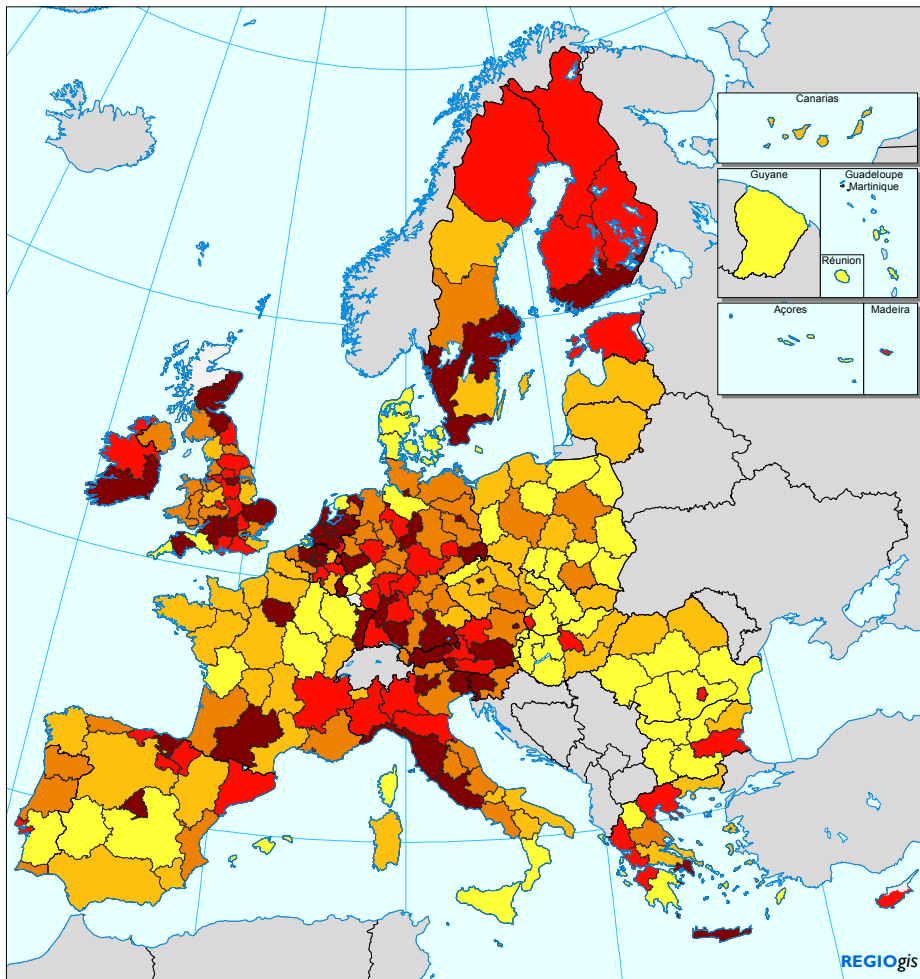 Canarias
Guyane
Guadeloupe
Martinique
Réunion
Açores
Madeira
REGIOgis